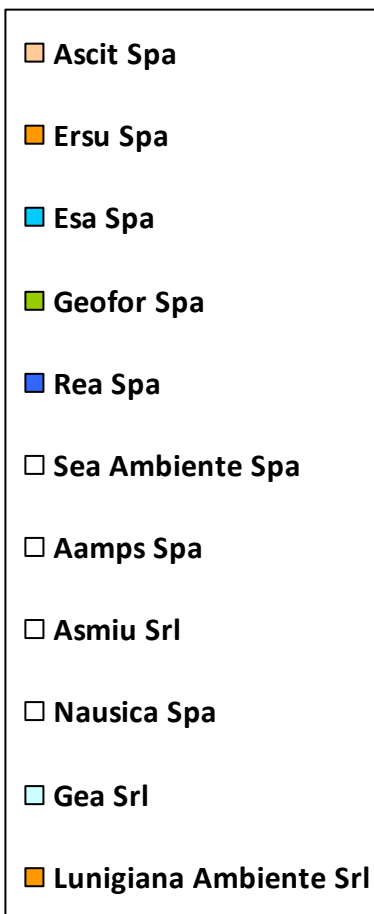 Ascit Spa
Ersu Spa
Esa Spa
Geofor Spa
Rea Spa
Sea Ambiente Spa
Aamps Spa
Asmiu Srl
Nausica Spa
Gea Srl
Lunigiana Ambiente Srl